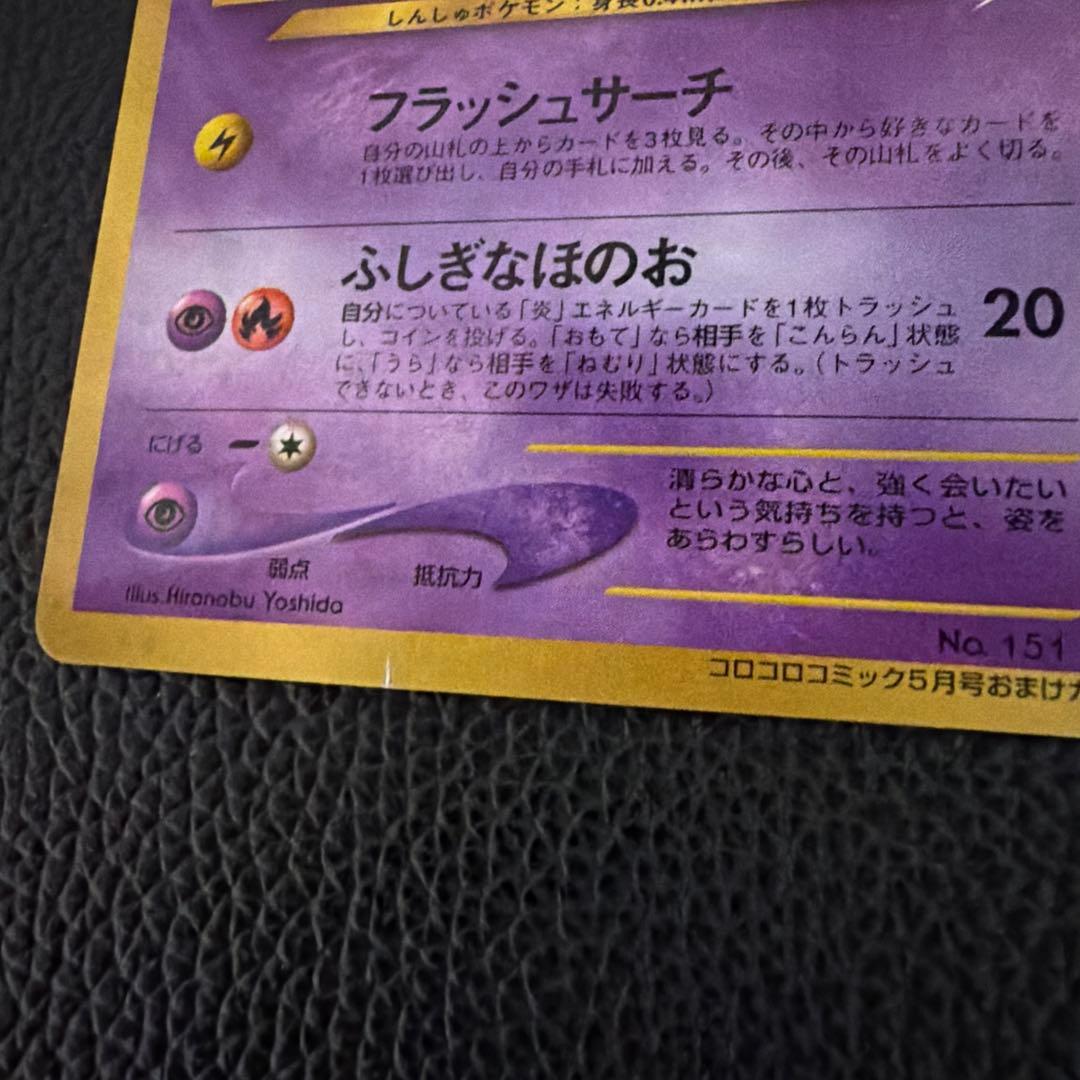 しんしゅポケモン：身長0.4m
フラッシュサーチ
自分の山札の上からカードを3枚見る。その中から好きなカードを
1枚選び出し、自分の手札に加える。その後、その山札をよく切る。
ふしぎなほのお
自分についている「炎」エネルギーカードを1枚トラッシュ
し、コインを投げる。「おもて」なら相手を「こんらん」状態
に、「うら」なら相手を「ねむり」状態にする。（トラッシュ
できないとき、このワザは失敗する。）
20
にげる
清らかな心と、強く会いたい
という気持ちを持つと、姿を
あらわすらしい。
弱点
抵抗力
Illus.Hironobu Yoshida
No. 151
コロコロコミック5月号おまけカ